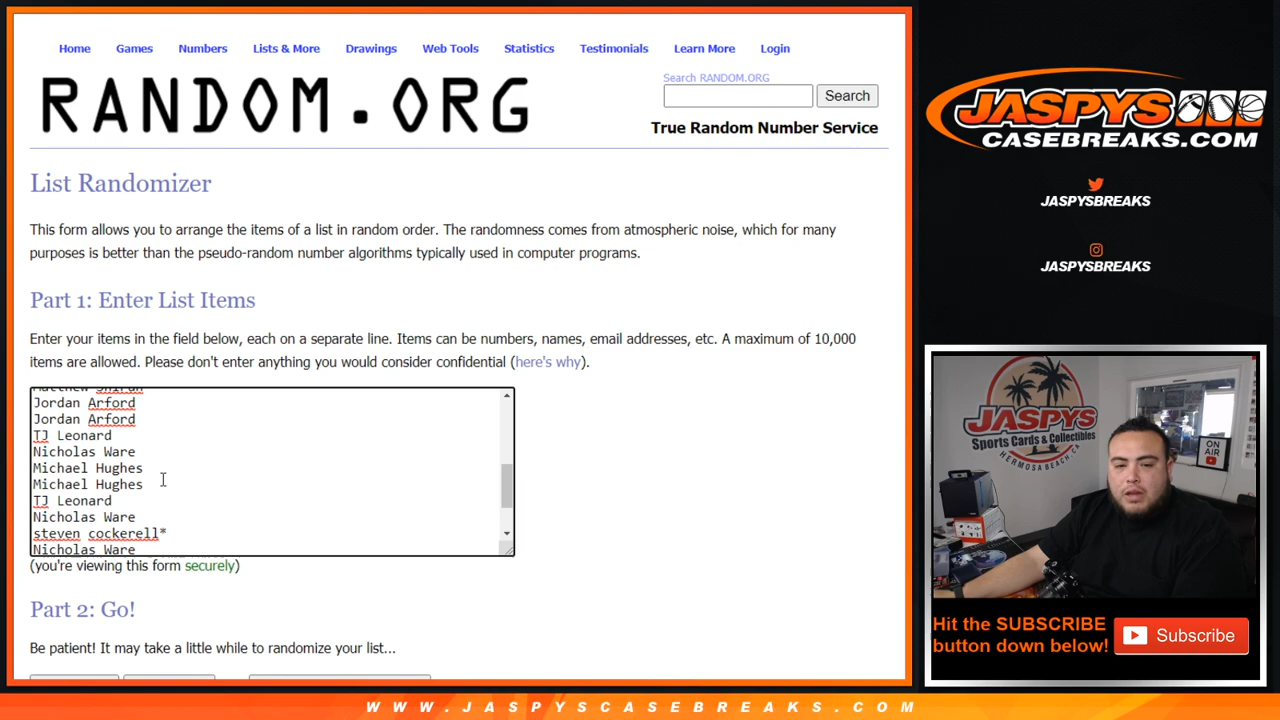 Home Games Numbers Lists & More Drawings Web Tools Statistics Testimonials Learn More Login
RANDOM.ORG
Search RANDOM.ORG
Search
True Random Number Service
List Randomizer
This form allows you to arrange the items of a list in random order. The randomness comes from atmospheric noise, which for many
purposes is better than the pseudo-random number algorithms typically used in computer programs.
Part 1: Enter List Items
Enter your items in the field below, each on a separate line. Items can be numbers, names, email addresses, etc. A maximum of 10,000
items are allowed. Please don't enter anything you would consider confidential (here's why).
Jordan Arford
Jordan Arford
TJ Leonard
Nicholas Ware
Michael Hughes
Michael Hughes
TJ Leonard
Nicholas Ware
steven cockerell*
Nicholas Ware
(you're viewing this form securely)
Part 2: Go!
Be patient! It may take a little while to randomize your list...
JASPYS
CASEBREAKS.COM
JASPYSBREAKS
JASPYSBREAKS
JASPYS
Sports Cards & Collectibles
HERMOSA BEACH, CA
ON
AIR
Hit the SUBSCRIBE
button down below!
Subscribe
WWW.JASPYSCASEBREAKS.COM